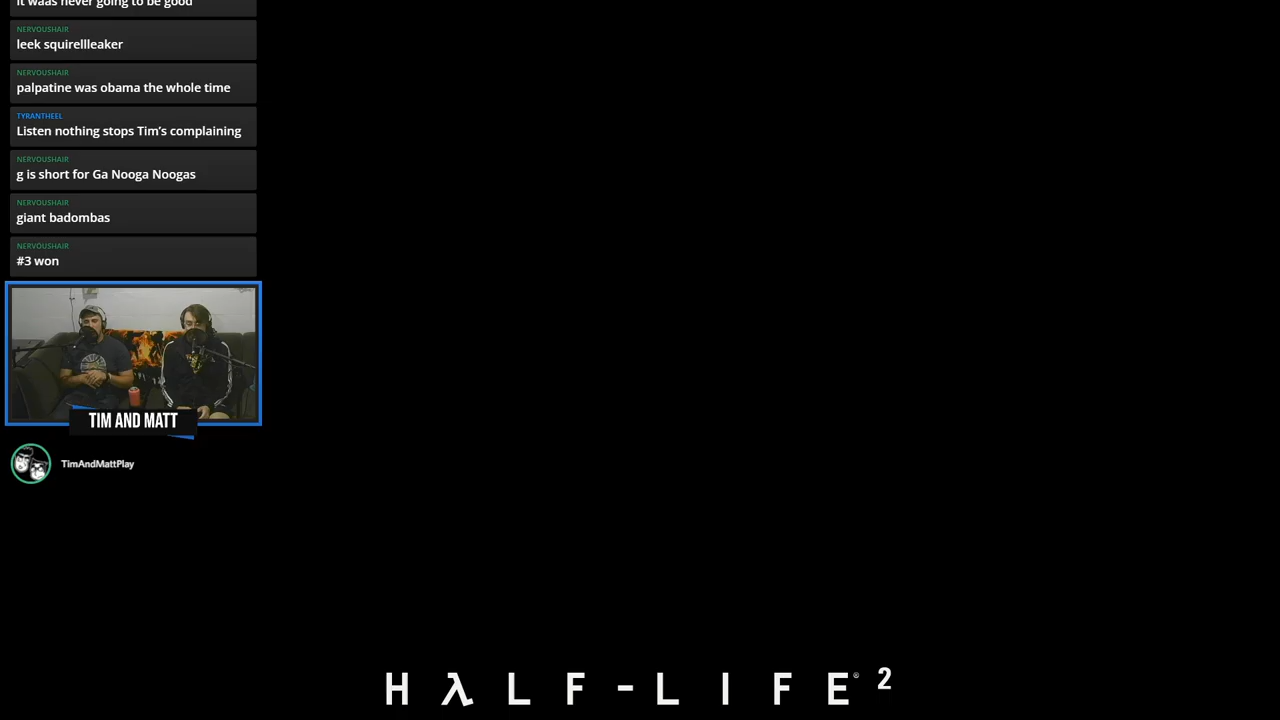 it waas never going to be good
NERVOUSHAIR
leek squirellleaker
NERVOUSHAIR
palpatine was obama the whole time
TYRANTHEEL
Listen nothing stops Tim's complaining
NERVOUSHAIR
g is short for Ga Nooga Noogas
NERVOUSHAIR
giant badombas
NERVOUSHAIR
#3 won
TIM AND MATT
TimAndMattPlay
HλLF-LIFE® 2